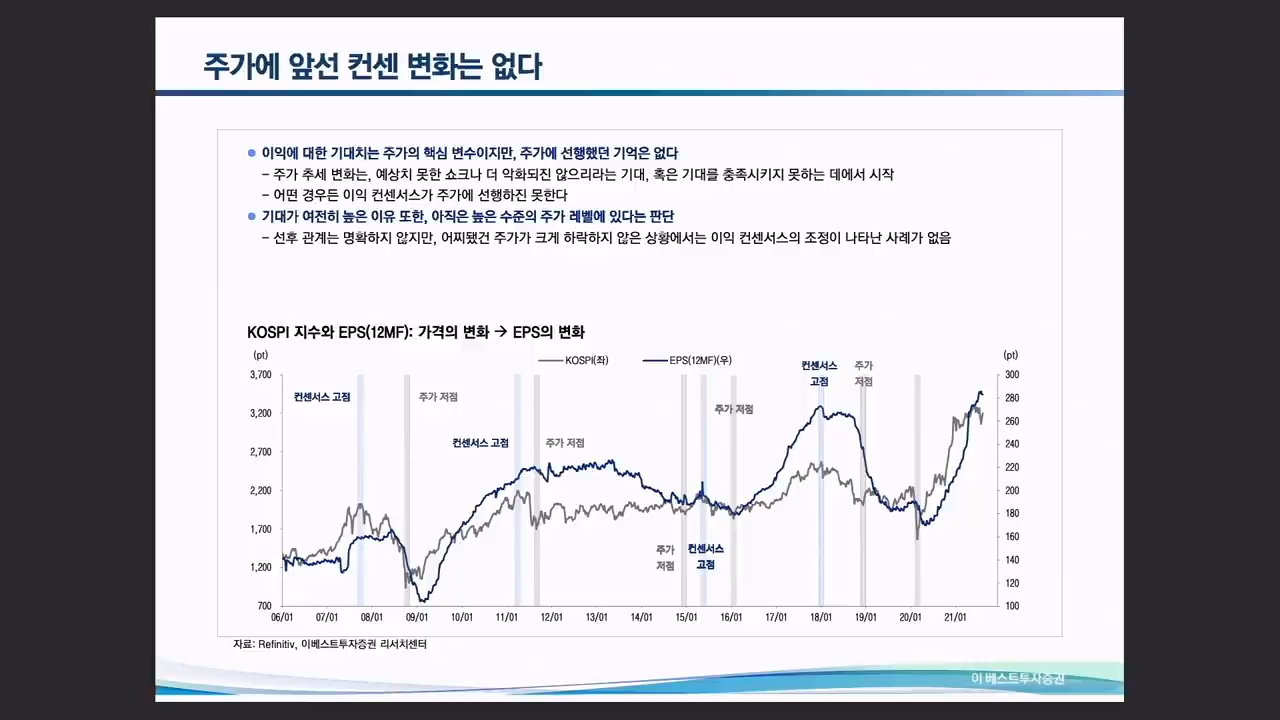 주가에 앞선 컨센 변화는 없다
● 이익에 대한 기대치는 주가의 핵심 변수이지만, 주가에 선행했던 기억은 없다
– 주가 추세 변화는, 예상치 못한 쇼크나 더 악화되진 않으리라는 기대, 혹은 기대를 충족시키지 못하는 데에서 시작
– 어떤 경우든 이익 컨센서스가 주가에 선행하진 못한다
● 기대가 여전히 높은 이유 또한, 아직은 높은 수준의 주가 레벨에 있다는 판단
– 선후 관계는 명확하지 않지만, 어찌됐건 주가가 크게 하락하지 않은 상황에서는 이익 컨센서스의 조정이 나타난 사례가 없음
KOSPI 지수와 EPS(12MF): 가격의 변화 → EPS의 변화
(pt)
KOSPI(좌)
EPS(12MF)(우)
(pt)
3,700
3,200
2,700
2,200
1,700
1,200
700
300
280
260
240
220
200
180
160
140
120
100
컨센서스 고점
주가 저점
컨센서스 고점
주가 저점
주가
저점
컨센서스
고점
주가 저점
컨센서스
고점
주가
저점
06/01 07/01 08/01 09/01 10/01 11/01 12/01 13/01 14/01 15/01 16/01 17/01 18/01 19/01 20/01 21/01
자료: Refinitiv, 이베스트투자증권 리서치센터
이베스트투자증권